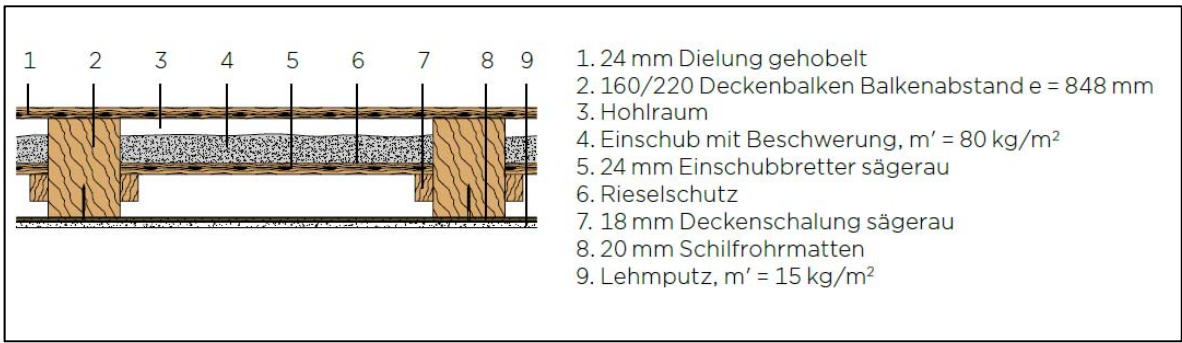 1 2 3 4 5 6 7 8 9
1. 24 mm Dielung gehobelt
2. 160/220 Deckenbalken Balkenabstand e = 848 mm
3. Hohlraum
4. Einschub mit Beschwerung, m′ = 80 kg/m²
5. 24 mm Einschubbretter sägerau
6. Rieselschutz
7. 18 mm Deckenschalung sägerau
8. 20 mm Schilfrohrmatten
9. Lehmputz, m′ = 15 kg/m²